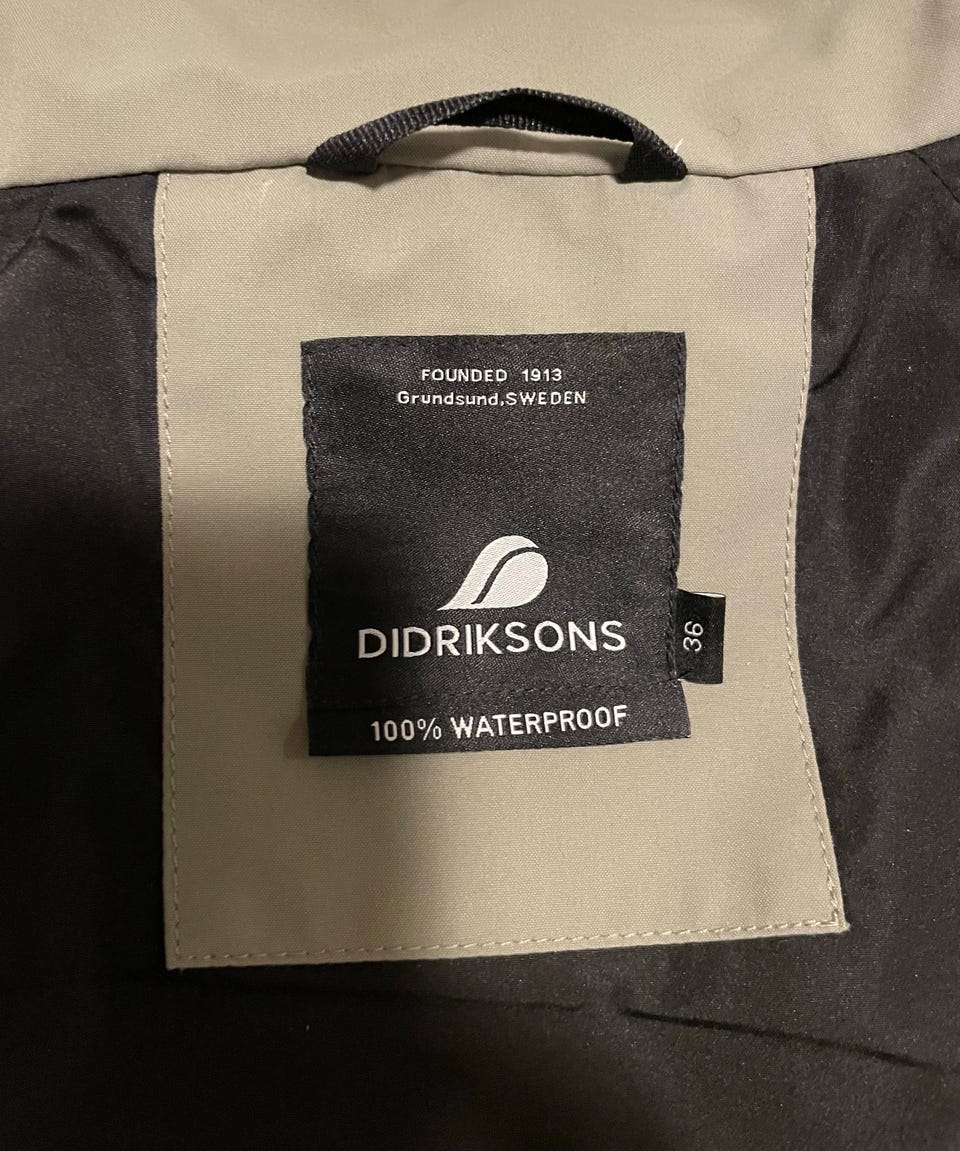 FOUNDED 1913
Grundsund,SWEDEN
DIDRIKSONS
36
100% WATERPROOF